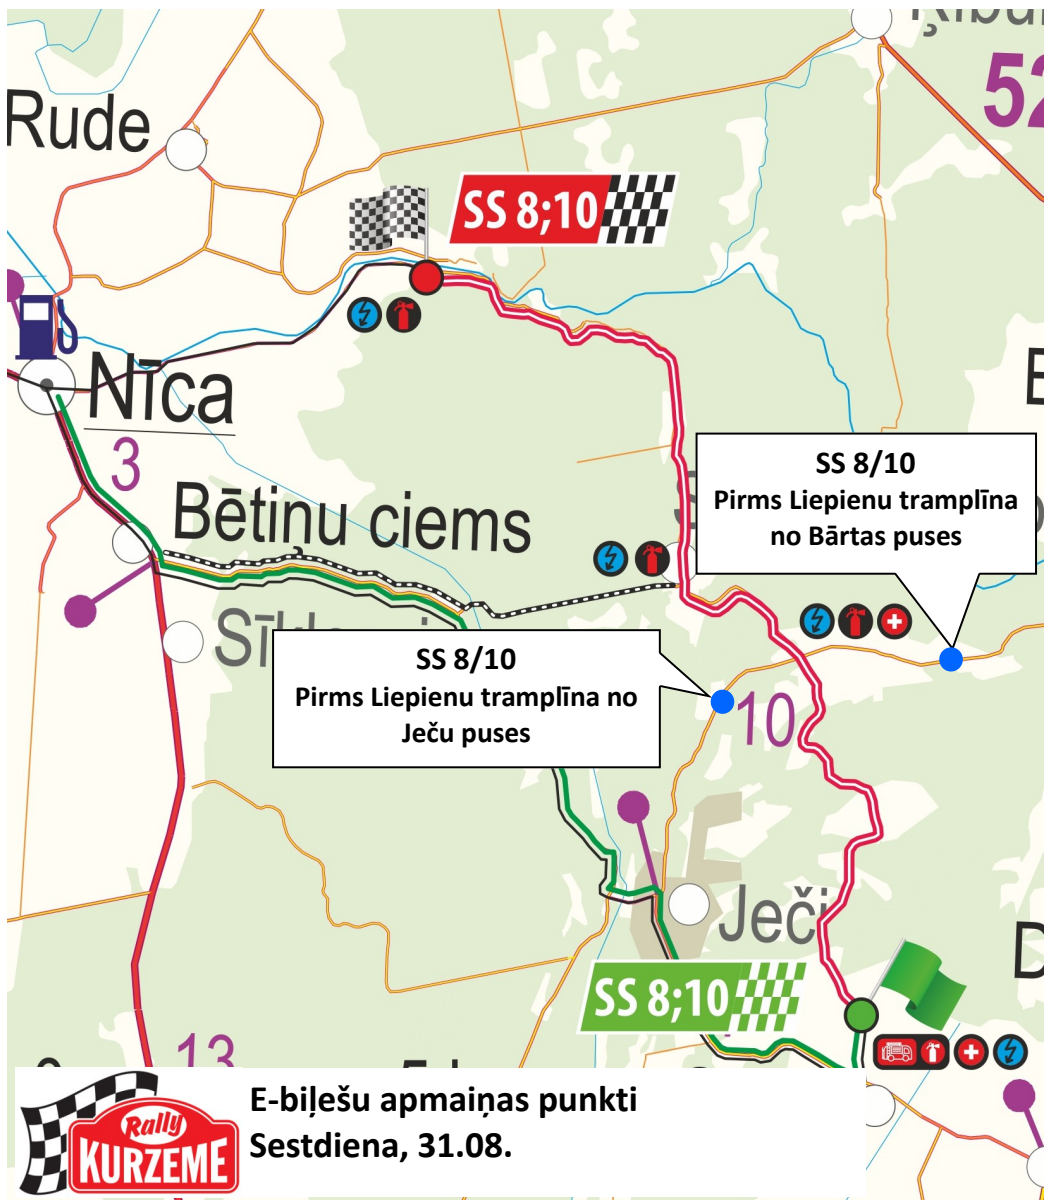 Rude
52
SS 8;10
Nīca
3
SS 8/10
Pirms Liepienu tramplīna
no Bārtas puses
Bētiņu ciems
SS 8/10
Pirms Liepienu tramplīna no
Ječu puses
10
Ječi
SS 8;10
13
E-biļešu apmaiņas punkti
Sestdiena, 31.08.
Rally
KURZEME